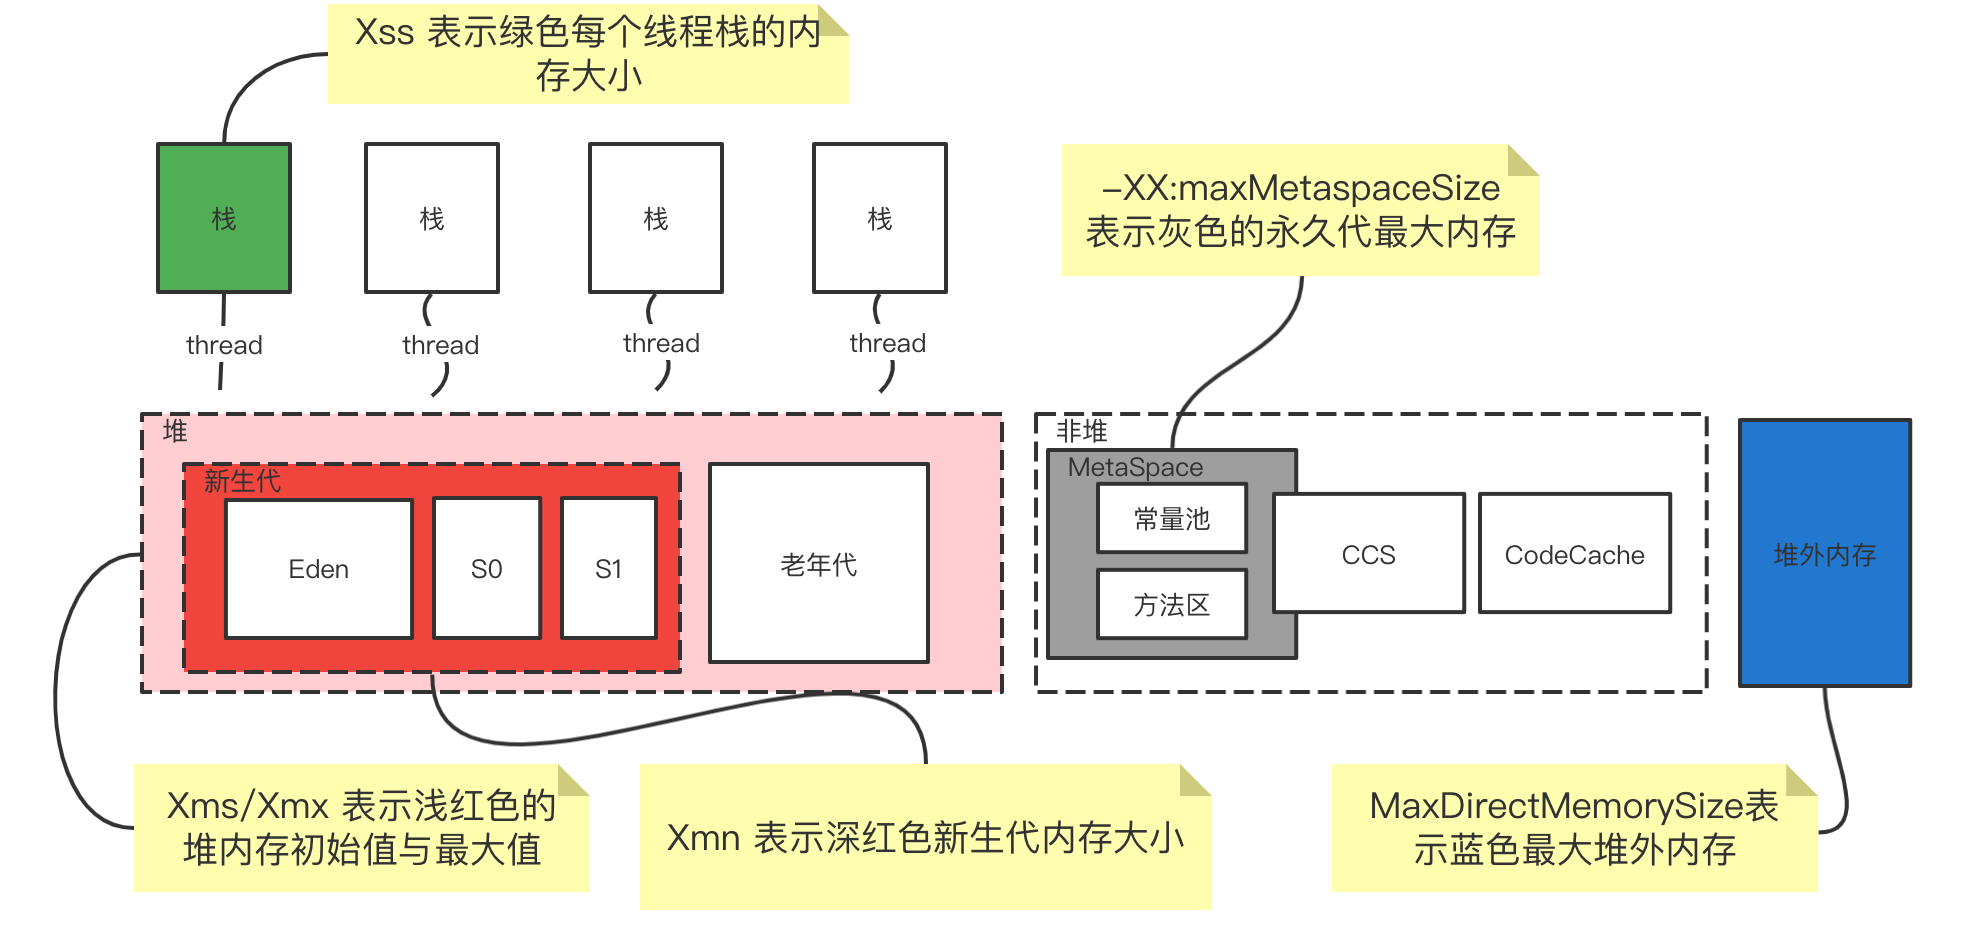 Xss 表示绿色每个线程栈的内
存大小
栈
栈
栈
栈
-XX:maxMetaspaceSize
表示灰色的永久代最大内存
thread
thread
thread
thread
堆
新生代
Eden
S0
S1
老年代
非堆
MetaSpace
常量池
方法区
CCS
CodeCache
堆外内存
Xms/Xmx 表示浅红色的
堆内存初始值与最大值
Xmn 表示深红色新生代内存大小
MaxDirectMemorySize表
示蓝色最大堆外内存